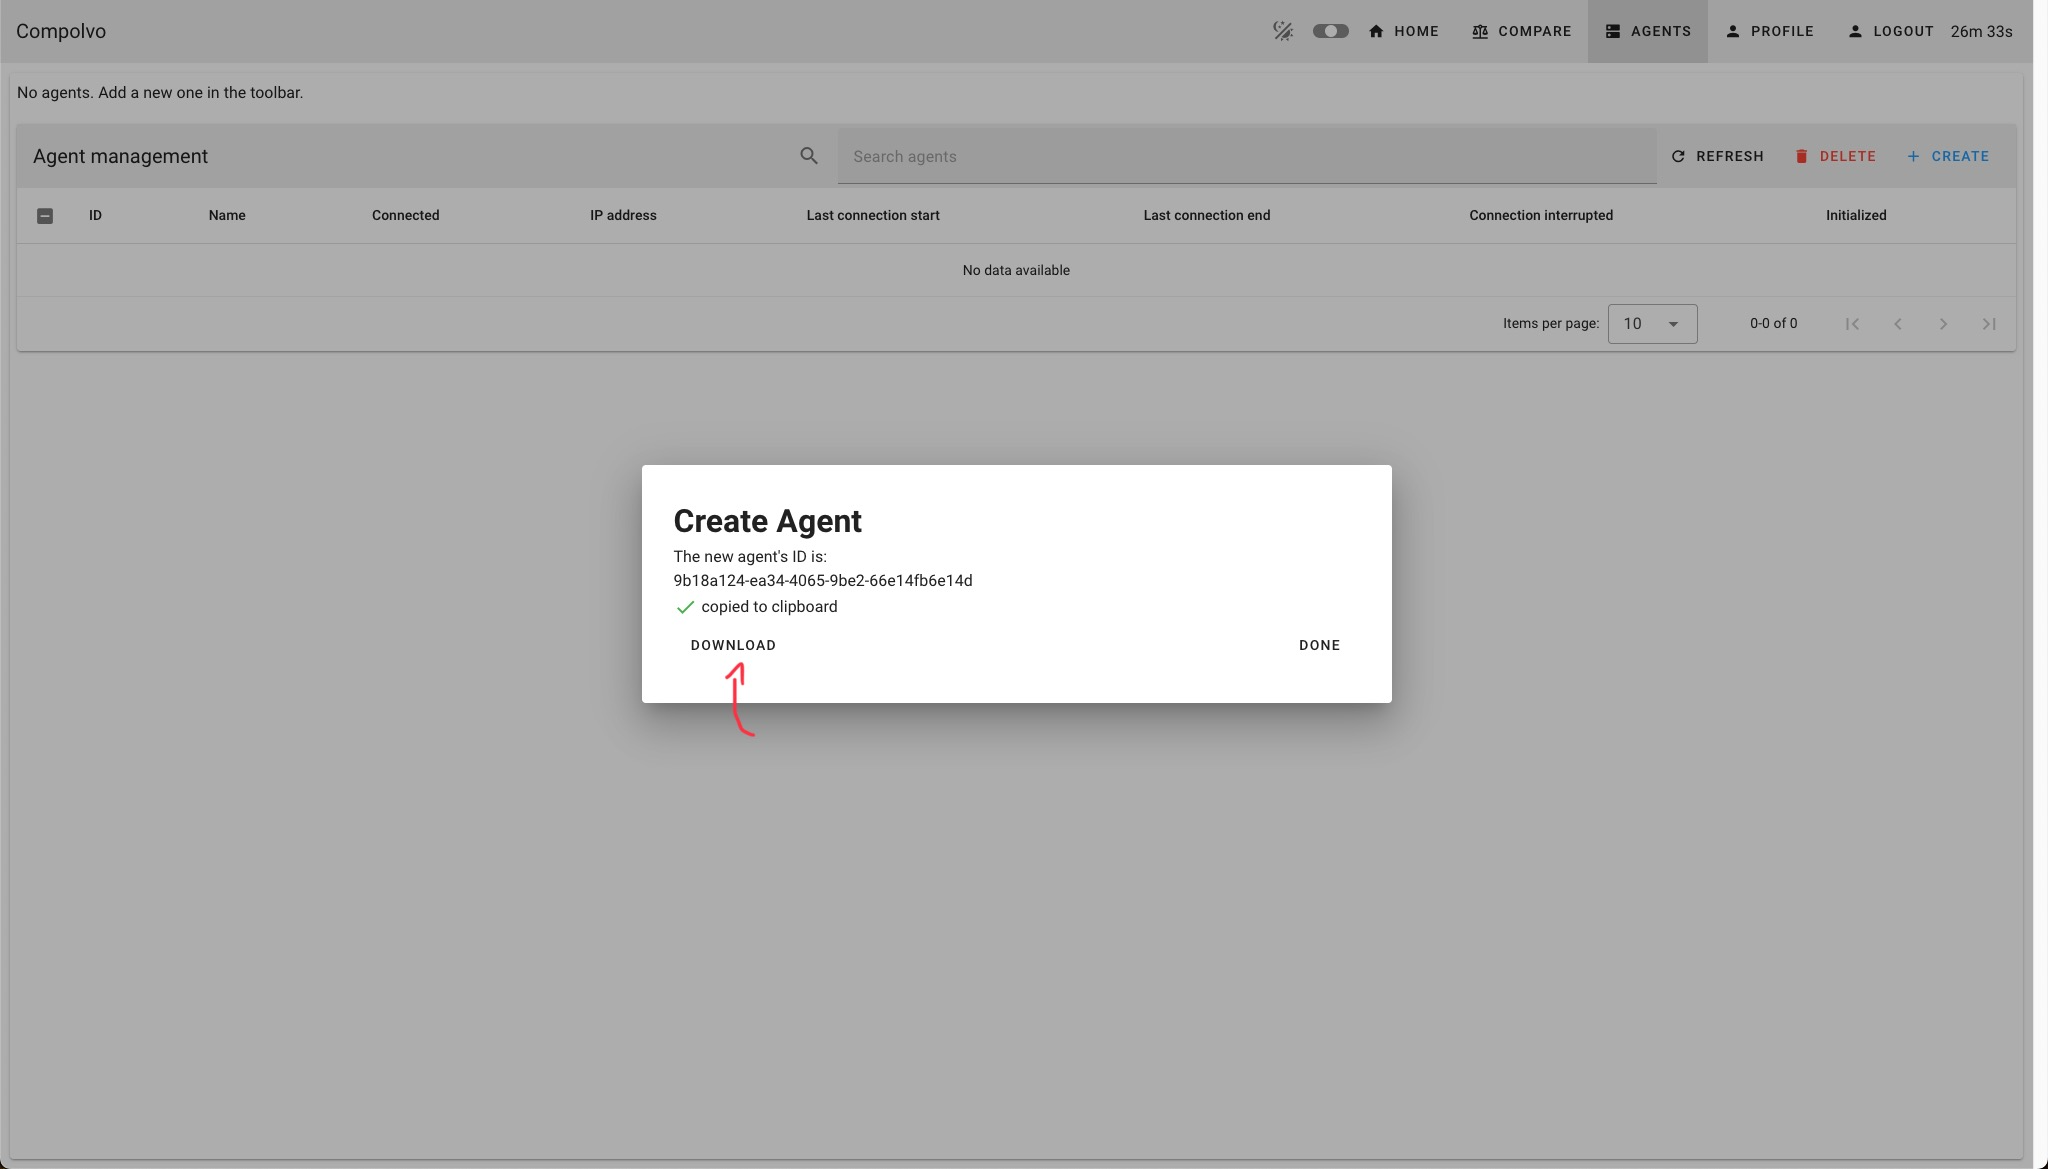 Compolvo
HOME COMPARE AGENTS PROFILE LOGOUT 26m 33s
No agents. Add a new one in the toolbar.
Agent management
Search agents
REFRESH DELETE CREATE
ID Name Connected IP address Last connection start Last connection end Connection interrupted Initialized
No data available
Items per page: 10 0-0 of 0
Create Agent
The new agent's ID is:
9b18a124-ea34-4065-9be2-66e14fb6e14d
copied to clipboard
DOWNLOAD DONE